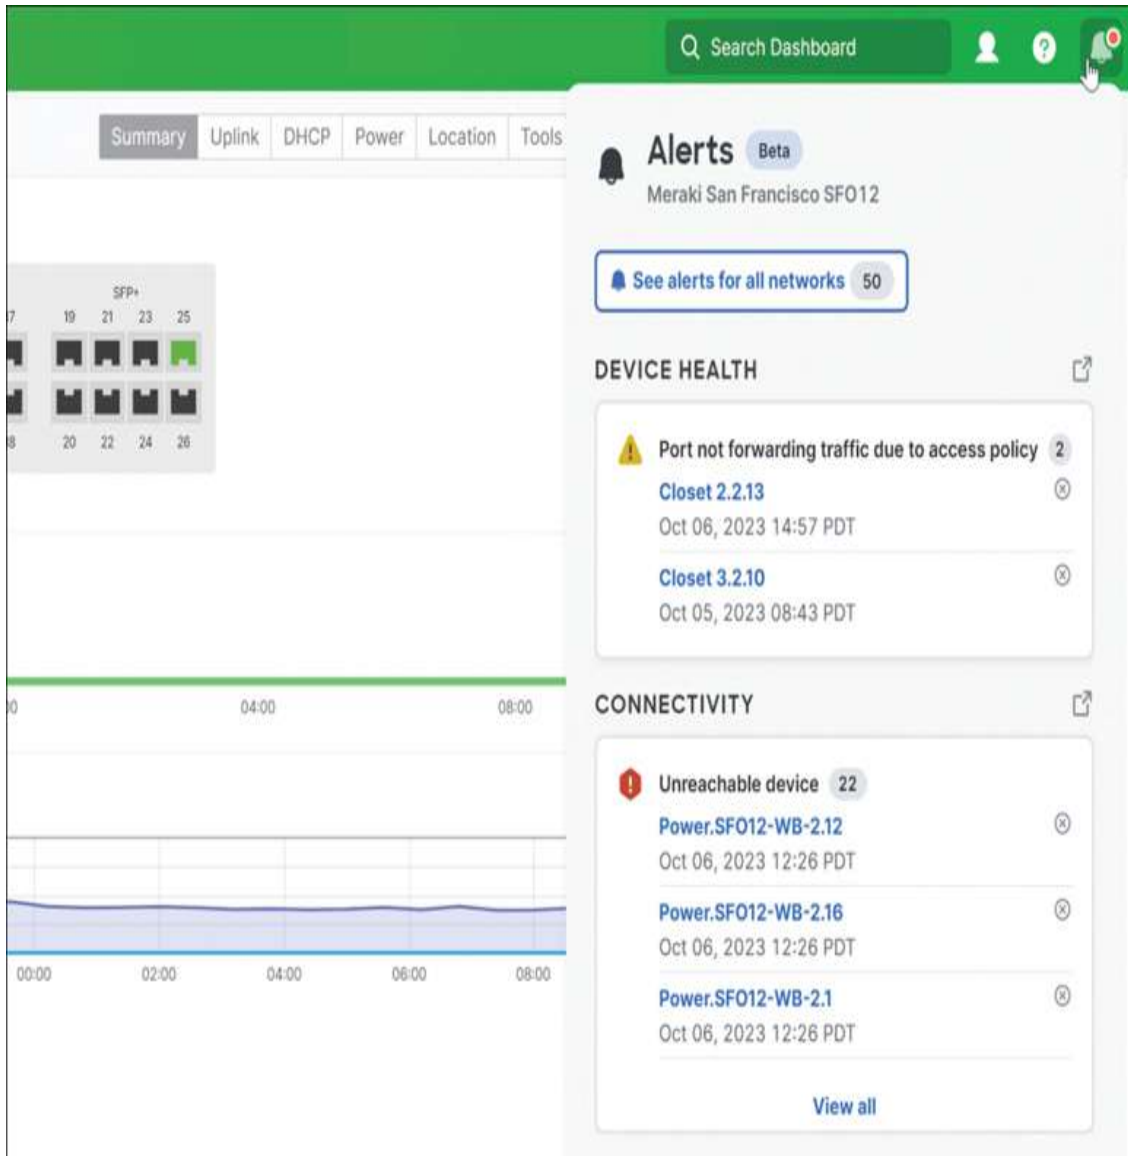 Search Dashboard
Summary Uplink DHCP Power Location Tools
Alerts Beta
Meraki San Francisco SFO12
See alerts for all networks 50
SFP+
19 21 23 25
20 22 24 26
DEVICE HEALTH
Port not forwarding traffic due to access policy 2
Closet 2.2.13
Oct 06, 2023 14:57 PDT
Closet 3.2.10
Oct 05, 2023 08:43 PDT
04:00 08:00
CONNECTIVITY
Unreachable device 22
Power.SFO12-WB-2.12
Oct 06, 2023 12:26 PDT
Power.SFO12-WB-2.16
Oct 06, 2023 12:26 PDT
Power.SFO12-WB-2.1
Oct 06, 2023 12:26 PDT
00:00 02:00 04:00 06:00 08:00
View all